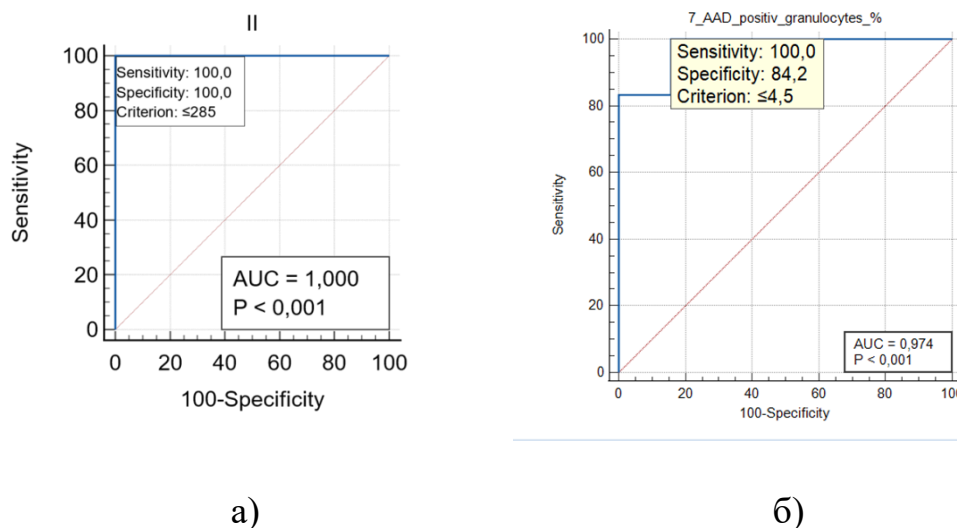 II
100
80
60
40
20
0
Sensitivity
Sensitivity: 100,0
Specificity: 100,0
Criterion: ≤285
AUC = 1,000
P < 0,001
0 20 40 60 80 100
100-Specificity
а)
7_AAD_positiv_granulocytes_%
100
80
60
40
20
0
Sensitivity
Sensitivity: 100,0
Specificity: 84,2
Criterion: ≤4,5
AUC = 0,974
P < 0,001
0 20 40 60 80 100
100-Specificity
б)